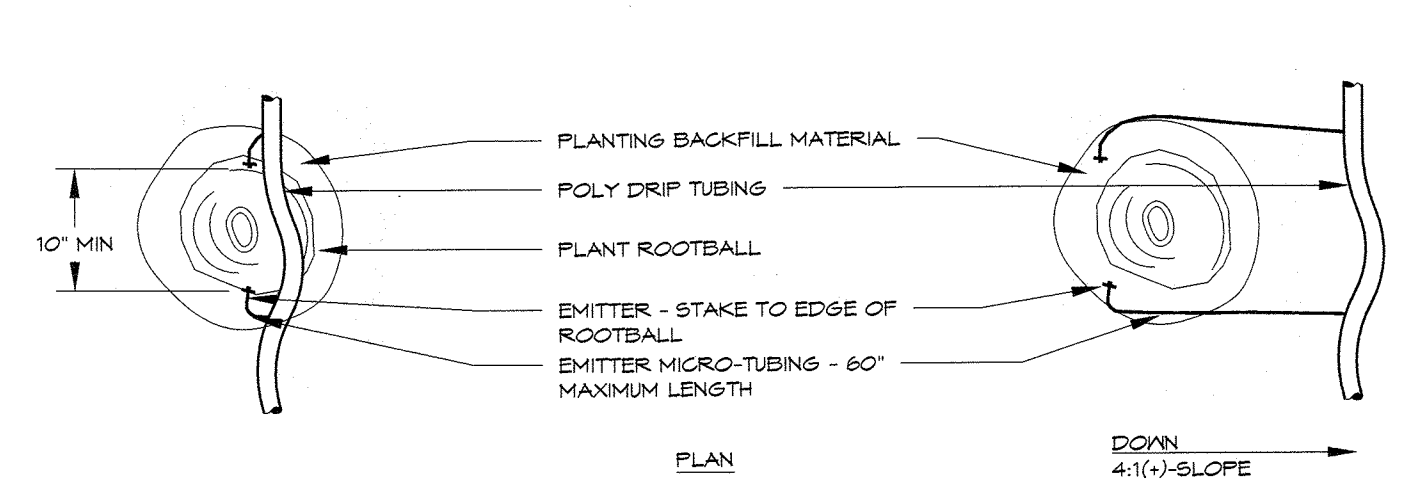 PLANTING BACKFILL MATERIAL
POLY DRIP TUBING
10" MIN
PLANT ROOTBALL
EMITTER - STAKE TO EDGE OF
ROOTBALL
EMITTER MICRO-TUBING - 60"
MAXIMUM LENGTH
PLAN
DOWN
4:1(+)-SLOPE